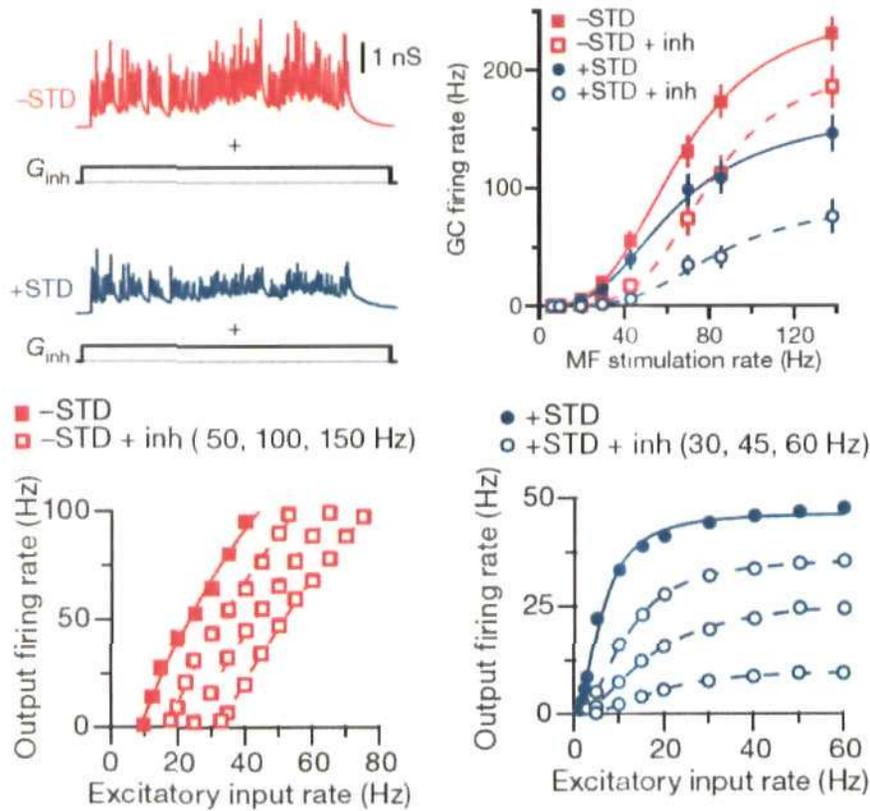 −STD
1 nS
+
Ginh
+STD
+
Ginh
−STD
−STD + inh
+STD
+STD + inh
GC firing rate (Hz)
200
100
0
0
40
80
120
MF stimulation rate (Hz)
−STD
−STD + inh ( 50, 100, 150 Hz)
Output firing rate (Hz)
100
50
0
0
20
40
60
80
Excitatory input rate (Hz)
+STD
+STD + inh (30, 45, 60 Hz)
Output firing rate (Hz)
50
25
0
0
20
40
60
Excitatory input rate (Hz)